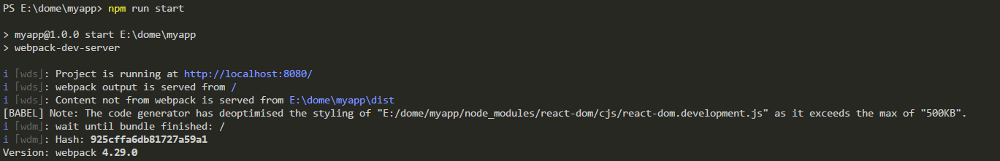 PS E:\dome\myapp> npm run start
> myapp@1.0.0 start E:\dome\myapp
> webpack-dev-server
i ｢wds｣: Project is running at http://localhost:8080/
i ｢wds｣: webpack output is served from /
i ｢wds｣: Content not from webpack is served from E:\dome\myapp\dist
[BABEL] Note: The code generator has deoptimised the styling of "E:/dome/myapp/node_modules/react-dom/cjs/react-dom.development.js" as it exceeds the max of "500KB".
i ｢wdm｣: wait until bundle finished: /
i ｢wdm｣: Hash: 925cffa6db81727a59a1
Version: webpack 4.29.0